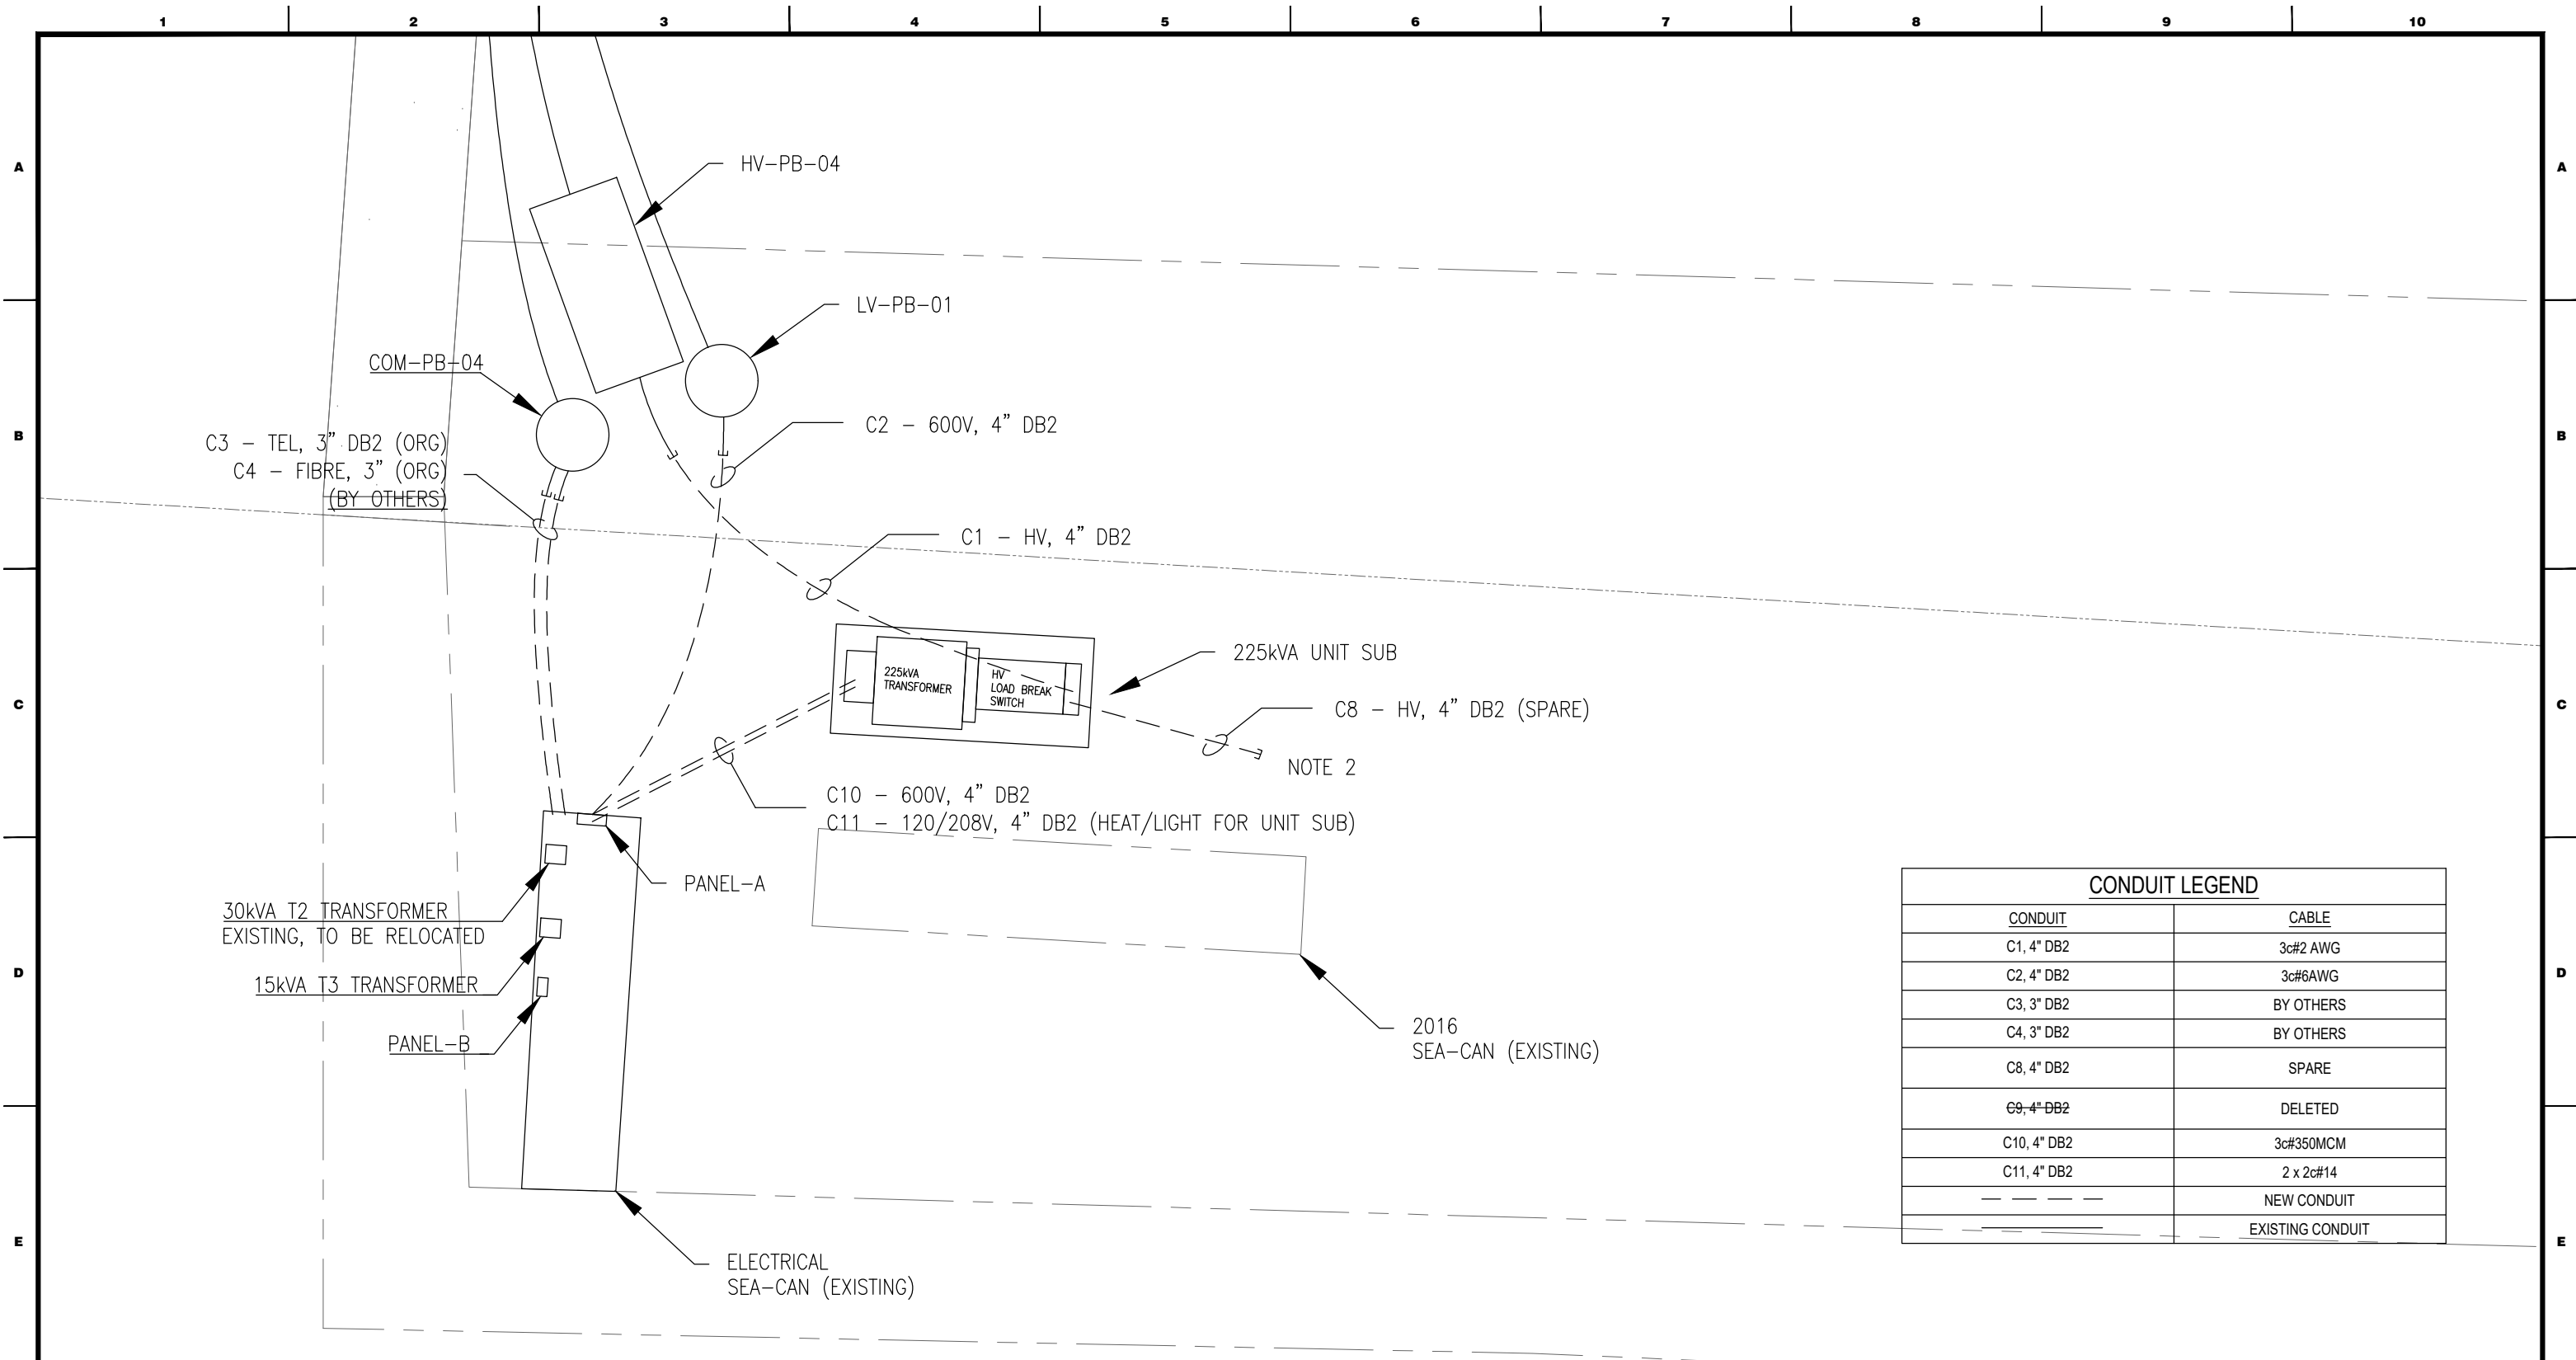 1 2 3 4 5 6 7 8 9 10
A A
HV-PB-04
LV-PB-01
COM-PB-04
B B
C2 - 600V, 4” DB2
C3 - TEL, 3” DB2 (ORG)
C4 - FIBRE, 3” (ORG)
(BY OTHERS)
C1 - HV, 4” DB2
225kVA UNIT SUB
225kVA
TRANSFORMER
HV
LOAD BREAK
SWITCH
C C
C8 - HV, 4” DB2 (SPARE)
NOTE 2
C10 - 600V, 4” DB2
C11 - 120/208V, 4” DB2 (HEAT/LIGHT FOR UNIT SUB)
PANEL-A
30kVA T2 TRANSFORMER
EXISTING, TO BE RELOCATED
D D
15kVA T3 TRANSFORMER
PANEL-B
2016
SEA-CAN (EXISTING)
CONDUIT LEGEND
CONDUIT CABLE
C1, 4" DB2 3c#2 AWG
C2, 4" DB2 3c#6AWG
C3, 3" DB2 BY OTHERS
C4, 3" DB2 BY OTHERS
C8, 4" DB2 SPARE
C9, 4" DB2 DELETED
C10, 4" DB2 3c#350MCM
C11, 4" DB2 2 x 2c#14
NEW CONDUIT
EXISTING CONDUIT
E E
ELECTRICAL
SEA-CAN (EXISTING)